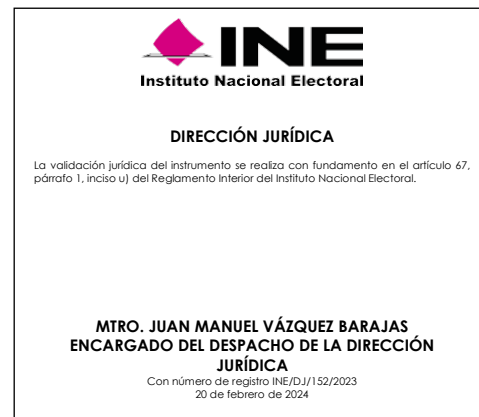 INE
Instituto Nacional Electoral
DIRECCIÓN JURÍDICA
La validación jurídica del instrumento se realiza con fundamento en el artículo 67,
párrafo 1, inciso u) del Reglamento Interior del Instituto Nacional Electoral.
MTRO. JUAN MANUEL VÁZQUEZ BARAJAS
ENCARGADO DEL DESPACHO DE LA DIRECCIÓN
JURÍDICA
Con número de registro INE/DJ/152/2023
20 de febrero de 2024